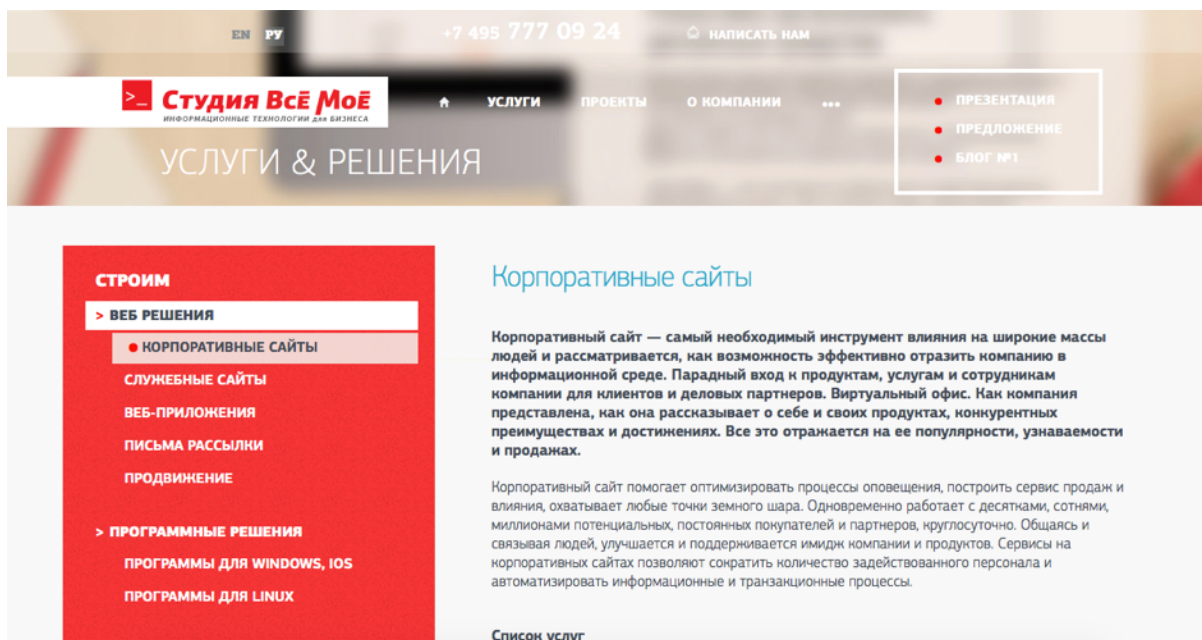 EN РУ
+7 495 777 09 24
НАПИСАТЬ НАМ
>_ Студия Всё Моё
ИНФОРМАЦИОННЫЕ ТЕХНОЛОГИИ для БИЗНЕСА
УСЛУГИ ПРОЕКТЫ О КОМПАНИИ •••
• ПРЕЗЕНТАЦИЯ
• ПРЕДЛОЖЕНИЕ
• БЛОГ №1
УСЛУГИ & РЕШЕНИЯ
СТРОИМ
> ВЕБ РЕШЕНИЯ
• КОРПОРАТИВНЫЕ САЙТЫ
СЛУЖЕБНЫЕ САЙТЫ
ВЕБ-ПРИЛОЖЕНИЯ
ПИСЬМА РАССЫЛКИ
ПРОДВИЖЕНИЕ
> ПРОГРАММНЫЕ РЕШЕНИЯ
ПРОГРАММЫ ДЛЯ WINDOWS, IOS
ПРОГРАММЫ ДЛЯ LINUX
Корпоративные сайты
Корпоративный сайт — самый необходимый инструмент влияния на широкие массы
людей и рассматривается, как возможность эффективно отразить компанию в
информационной среде. Парадный вход к продуктам, услугам и сотрудникам
компании для клиентов и деловых партнеров. Виртуальный офис. Как компания
представлена, как она рассказывает о себе и своих продуктах, конкурентных
преимуществах и достижениях. Все это отражается на ее популярности, узнаваемости
и продажах.
Корпоративный сайт помогает оптимизировать процессы оповещения, построить сервис продаж и
влияния, охватывает любые точки земного шара. Одновременно работает с десятками, сотнями,
миллионами потенциальных, постоянных покупателей и партнеров, круглосуточно. Общаясь и
связывая людей, улучшается и поддерживается имидж компании и продуктов. Сервисы на
корпоративных сайтах позволяют сократить количество задействованного персонала и
автоматизировать информационные и транзакционные процессы.
Список услуг